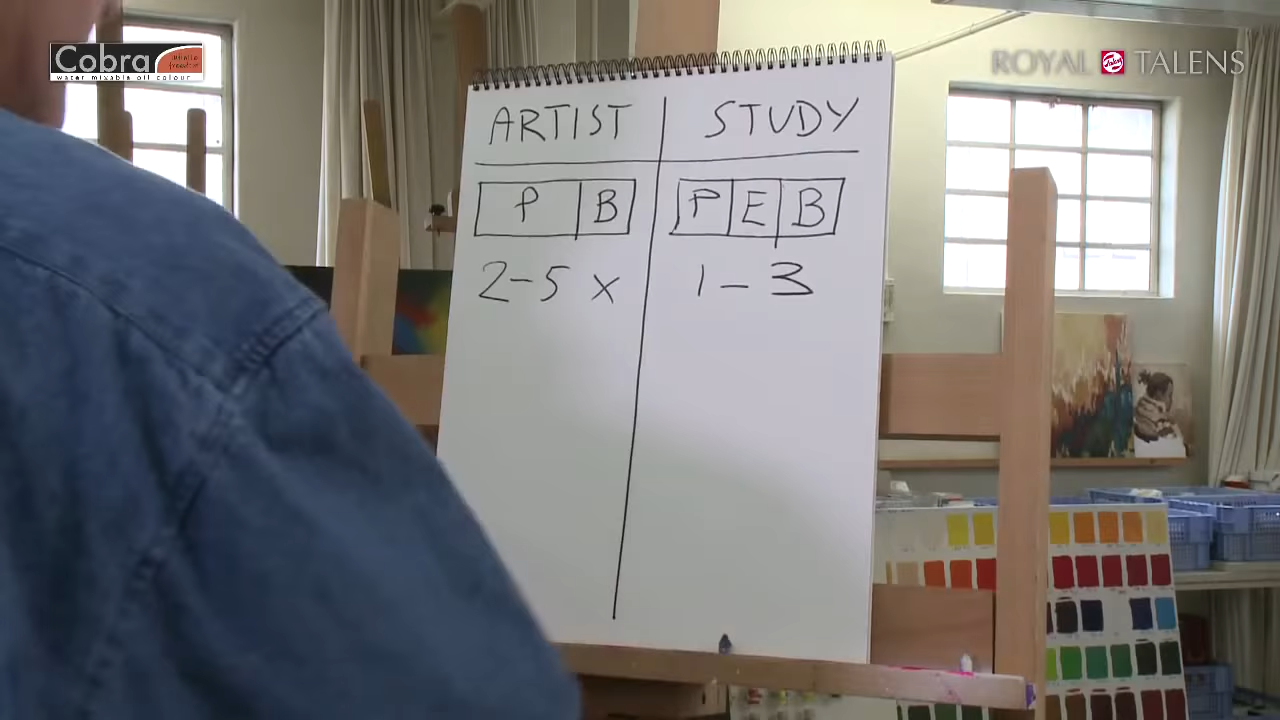 Cobra
water mixable oil colour
ROYAL TALENS
ARTIST STUDY
P B P E B
2-5 x 1-3